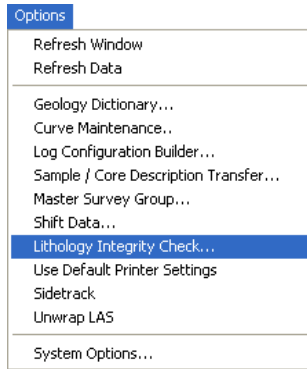 Options
Refresh Window
Refresh Data
Geology Dictionary...
Curve Maintenance..
Log Configuration Builder...
Sample / Core Description Transfer...
Master Survey Group...
Shift Data...
Lithology Integrity Check...
Use Default Printer Settings
Sidetrack
Unwrap LAS
System Options...